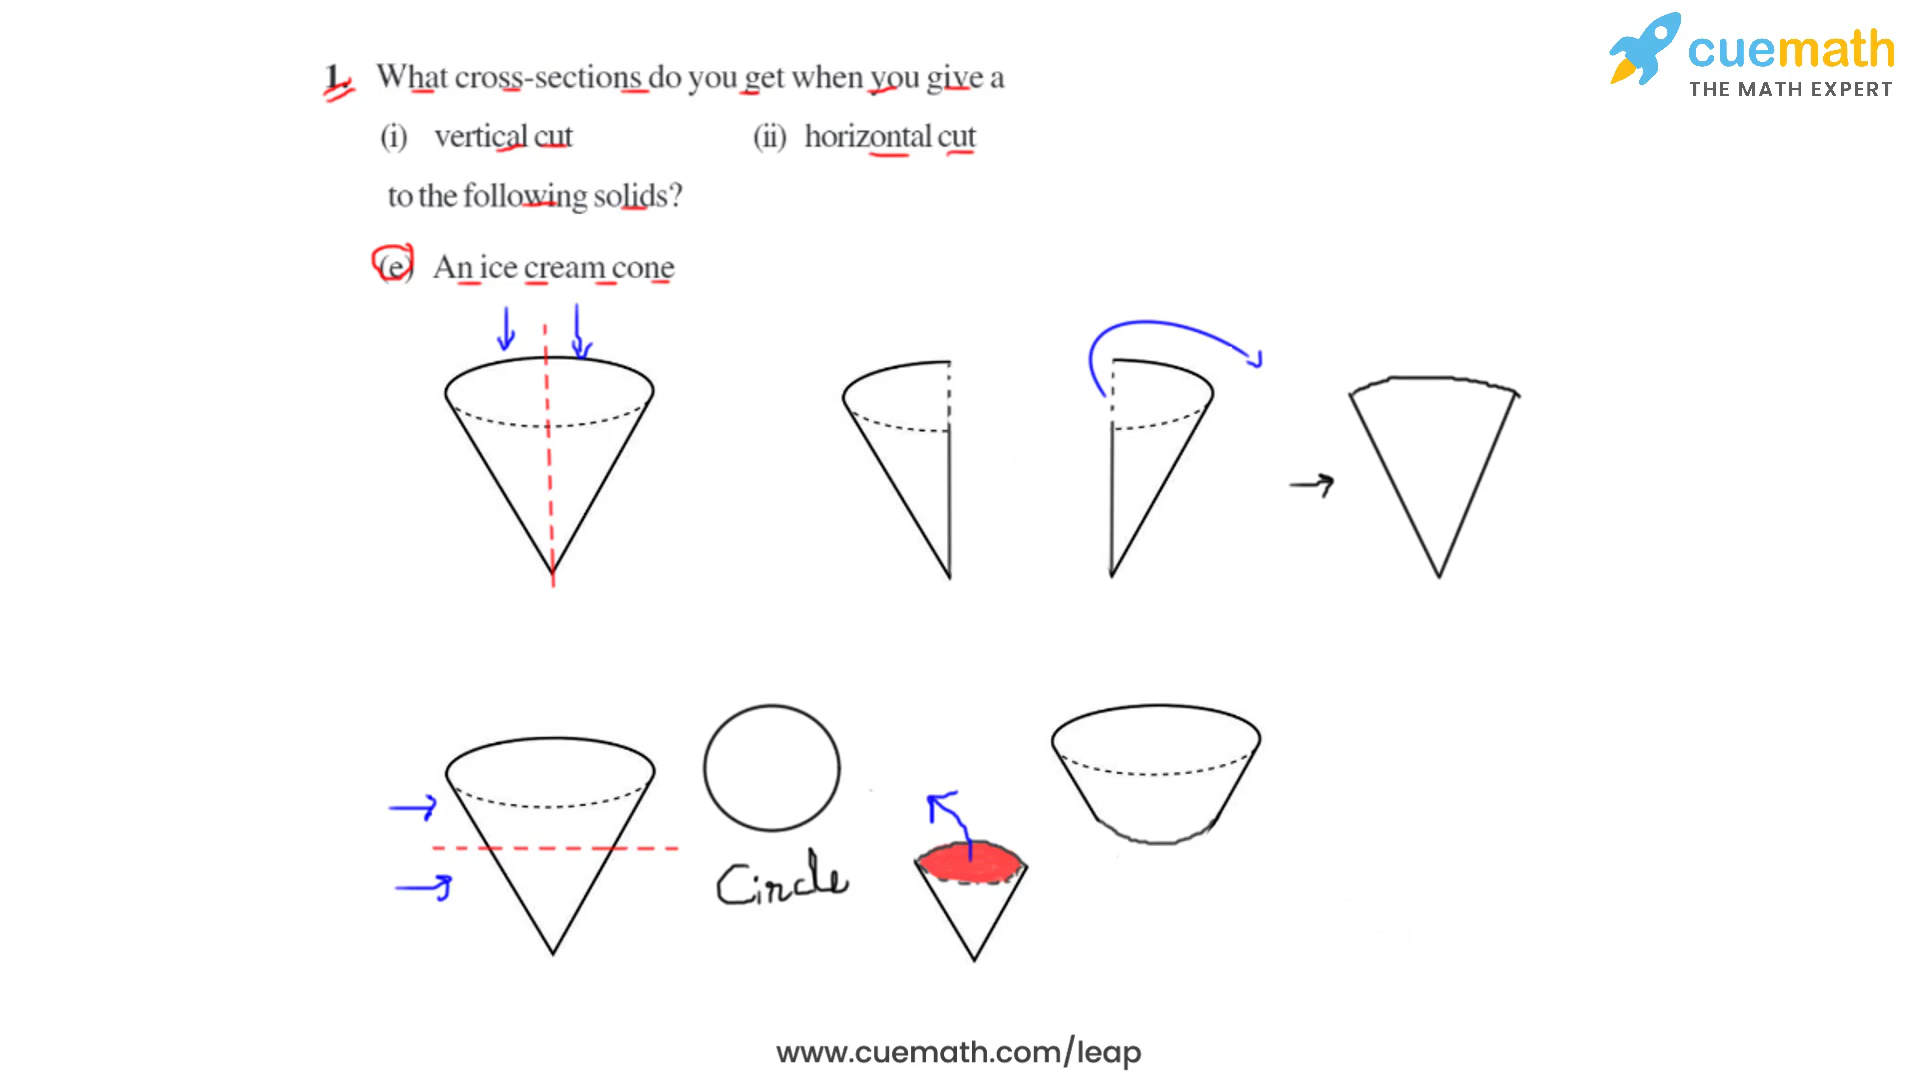 cuemath
THE MATH EXPERT
1. What cross-sections do you get when you give a
(i) vertical cut (ii) horizontal cut
to the following solids?
(e) An ice cream cone
Circle
www.cuemath.com/leap